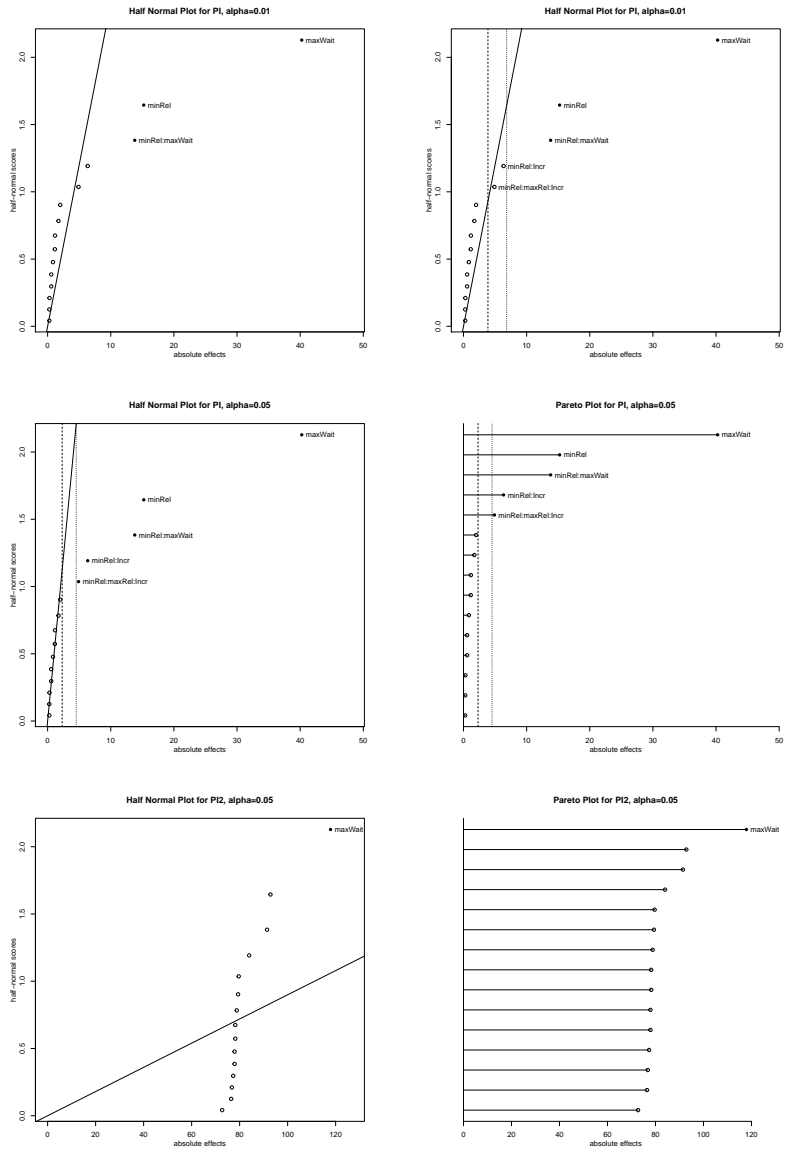 Half Normal Plot for PI, alpha=0.01
half-normal scores
2.0
1.5
1.0
0.5
0.0
maxWait
minRel
minRel:maxWait
0 10 20 30 40 50
absolute effects
Half Normal Plot for PI, alpha=0.01
half-normal scores
2.0
1.5
1.0
0.5
0.0
maxWait
minRel
minRel:maxWait
minRel:Incr
minRel:maxRel:Incr
0 10 20 30 40 50
absolute effects
Half Normal Plot for PI, alpha=0.05
half-normal scores
2.0
1.5
1.0
0.5
0.0
maxWait
minRel
minRel:maxWait
minRel:Incr
minRel:maxRel:Incr
0 10 20 30 40 50
absolute effects
Pareto Plot for PI, alpha=0.05
maxWait
minRel
minRel:maxWait
minRel:Incr
minRel:maxRel:Incr
0 10 20 30 40 50
absolute effects
Half Normal Plot for PI2, alpha=0.05
half-normal scores
2.0
1.5
1.0
0.5
0.0
maxWait
0 20 40 60 80 100 120
absolute effects
Pareto Plot for PI2, alpha=0.05
maxWait
0 20 40 60 80 100 120
absolute effects